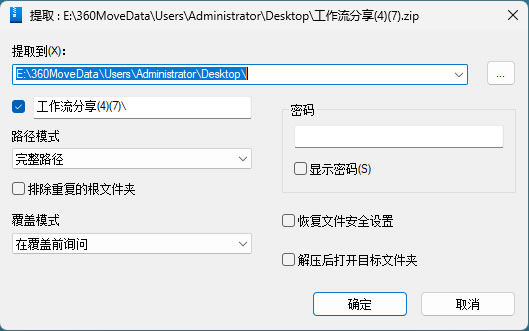 提取 : E:\360MoveData\Users\Administrator\Desktop\工作流分享(4)(7).zip
提取到(X):
E:\360MoveData\Users\Administrator\Desktop\
...
工作流分享(4)(7)\
密码
路径模式
完整路径
显示密码(S)
排除重复的根文件夹
覆盖模式
恢复文件安全设置
在覆盖前询问
解压后打开目标文件夹
确定
取消